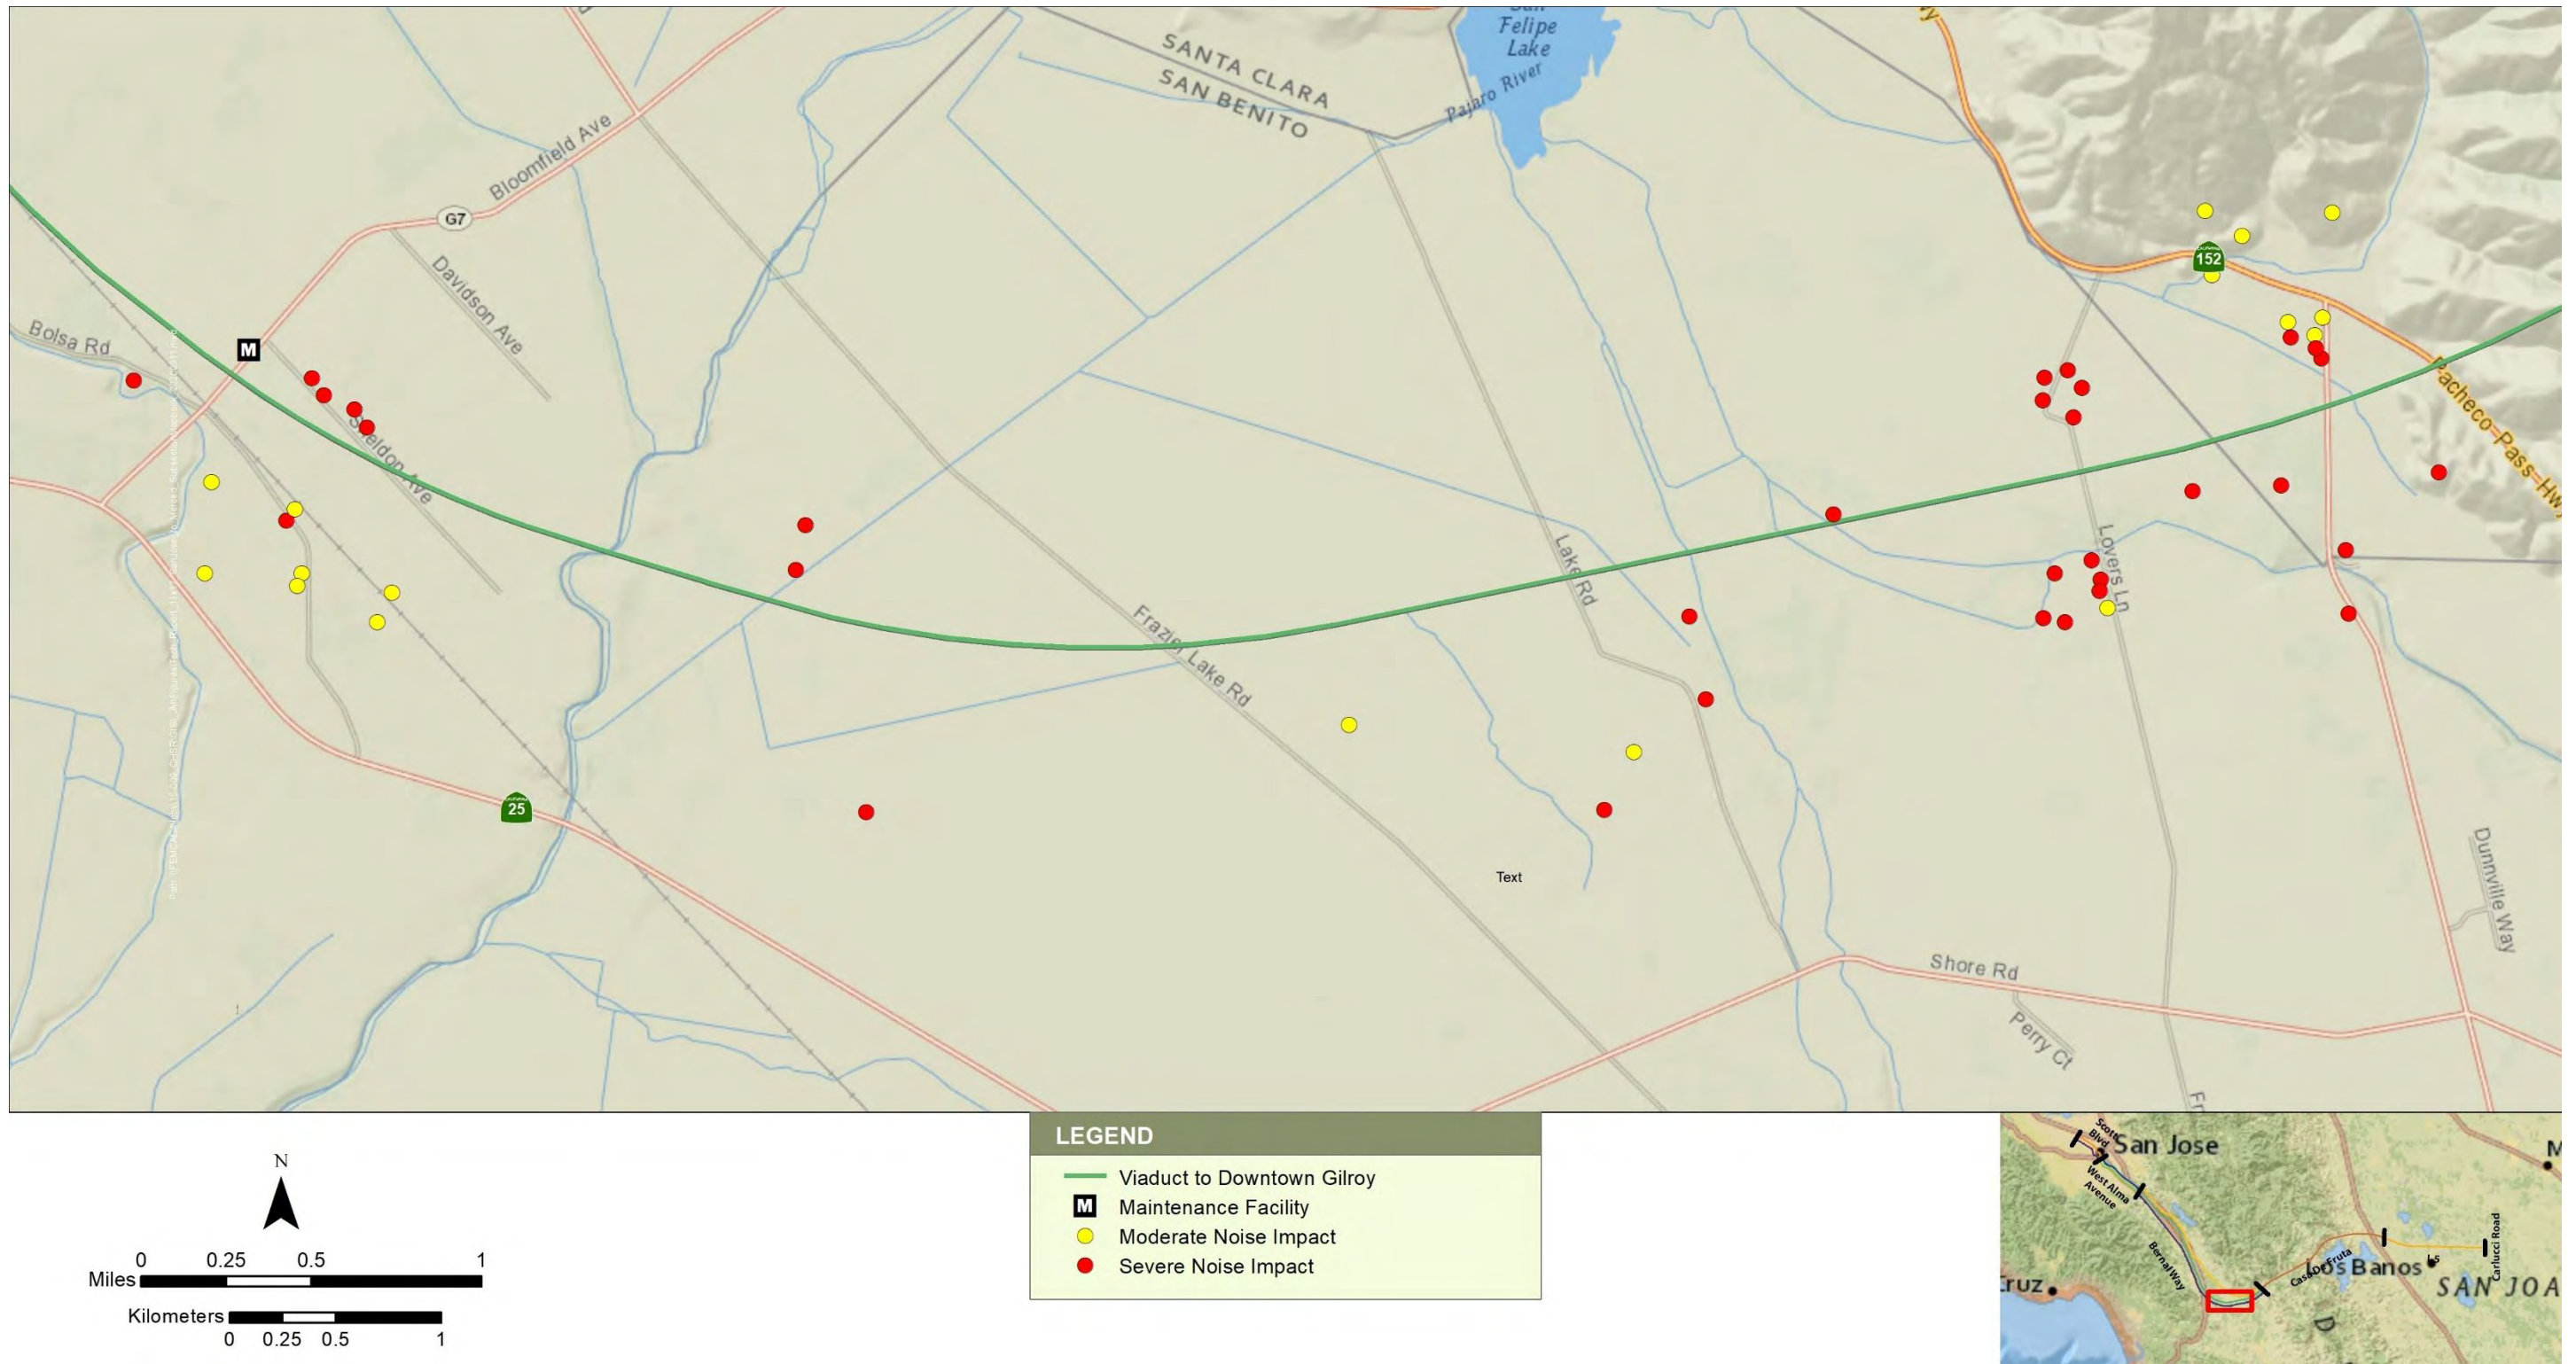 San
Felipe
Lake
Pajaro River
SANTA CLARA
SAN BENITO
Bloomfield Ave
G7
Davidson Ave
Bolsa Rd
M
Sheldon Ave
152
Pacheco Pass Hwy
Lovers Ln
Lake Rd
Frazier Lake Rd
25
Text
Dunnville Way
Shore Rd
Perry Ct
Fr
LEGEND
Viaduct to Downtown Gilroy
M Maintenance Facility
Moderate Noise Impact
Severe Noise Impact
N
0 0.25 0.5 1
Miles
Kilometers
0 0.25 0.5 1
Scott
Blvd
San Jose
West Alma
Avenue
Bernal Way
Casa De Fruta
Los Banos
Carlucci Road
SAN JOA
ruz
M
D